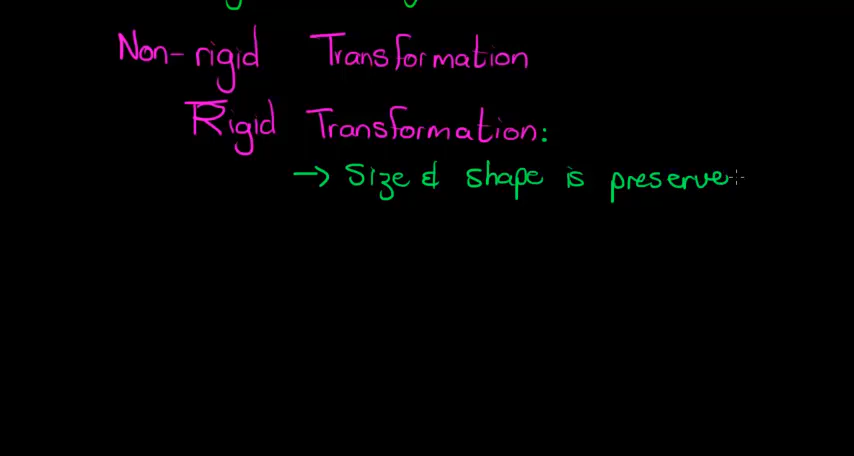 Non-rigid Transformation
Rigid Transformation:
→ Size & shape is preserve